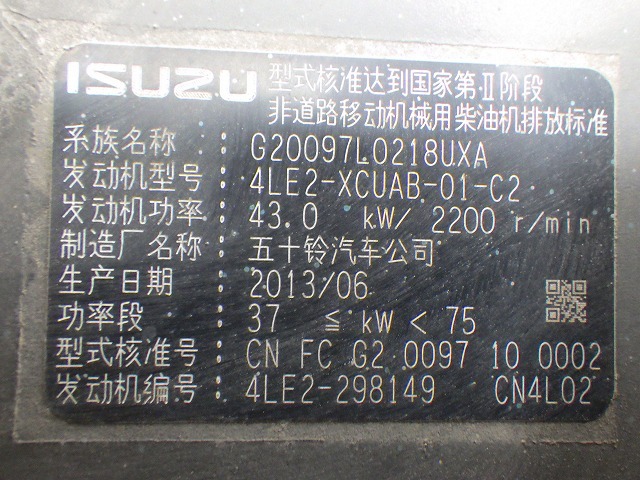 ISUZU 型式核准达到国家第Ⅱ阶段
非道路移动机械用柴油机排放标准
系族名称 : G20097L0218UXA
发动机型号: 4LE2-XCUAB-01-C2
发动机功率: 43.0 kW/ 2200 r/min
制造厂名称: 五十铃汽车公司
生产日期 : 2013/06
功率段 : 37 ≦ kW < 75
型式核准号: CN FC G2 0097 10 0002
发动机编号: 4LE2-298149 CN4L02